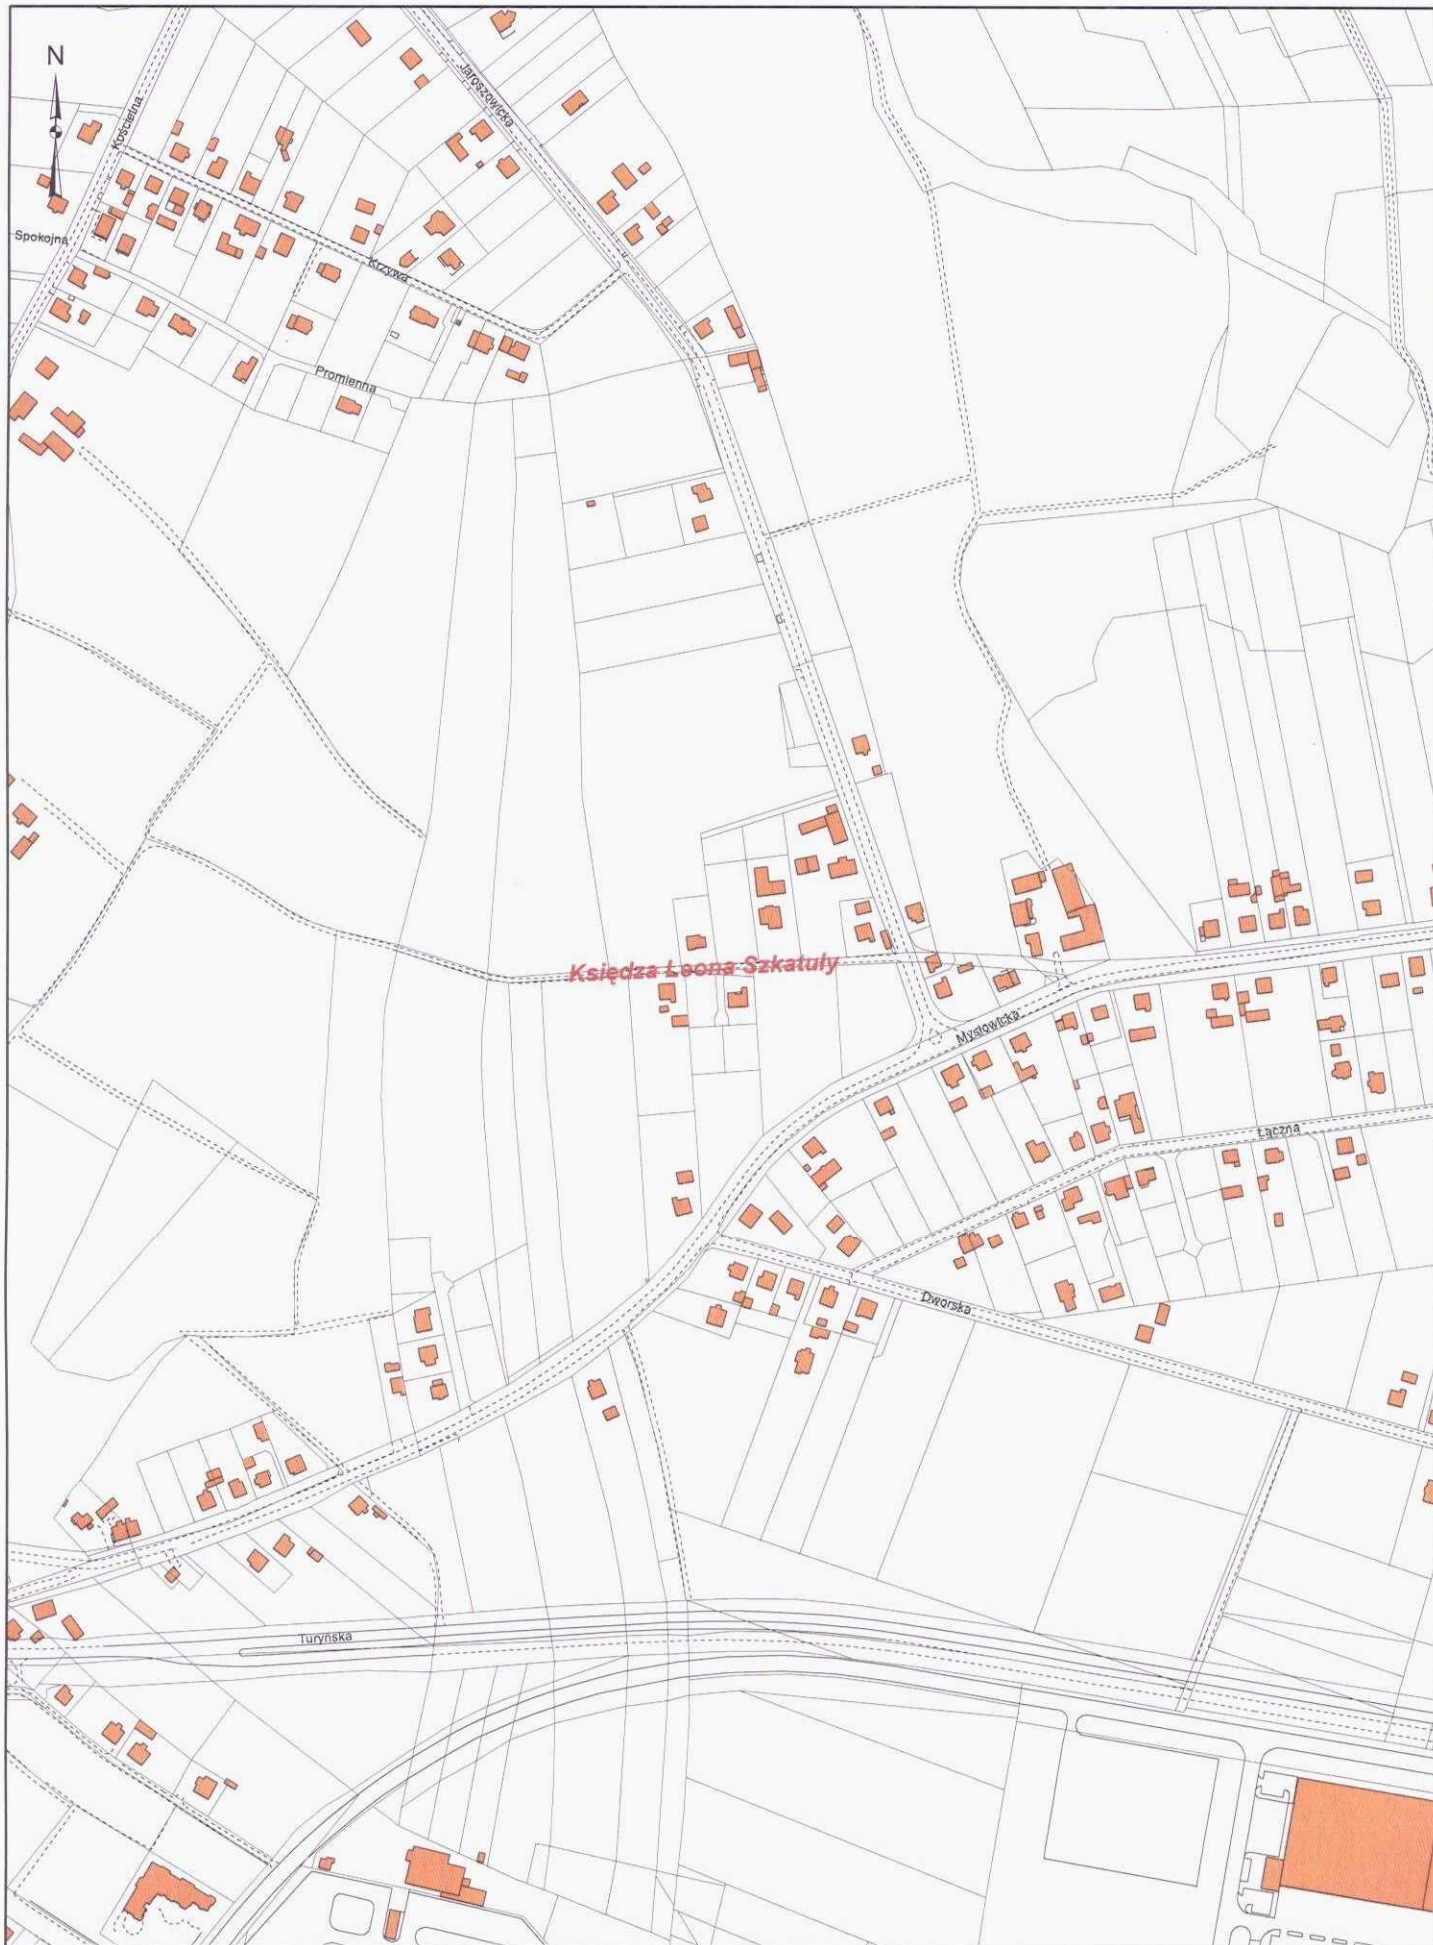 N
Jaroszowicka
Kościelna
Spokojna
Krzywa
Promienna
Księdza Leona Szkatuły
Mysłowicka
Łączna
Dworska
Turyńska